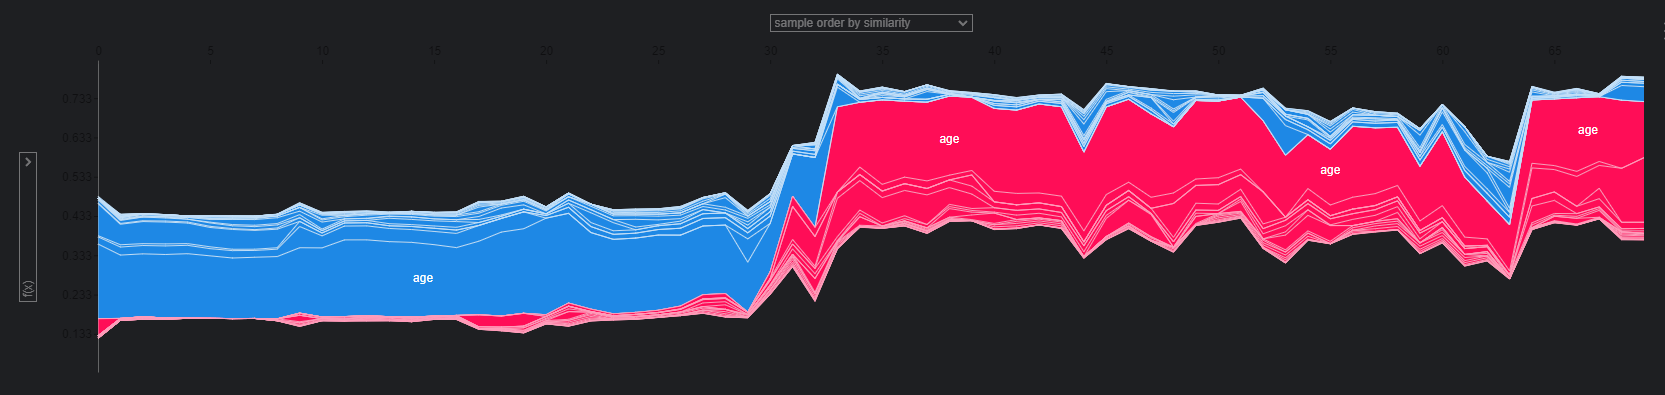 sample order by similarity
0 5 10 15 20 25 30 35 40 45 50 55 60 65
0.733
0.633
0.533
0.433
0.333
0.233
0.133
f(x)
age
age
age
age